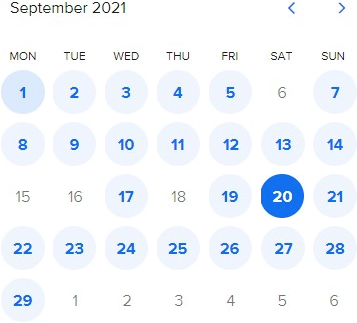 September 2021
MON TUE WED THU FRI SAT SUN
1 2 3 4 5 6 7
8 9 10 11 12 13 14
15 16 17 18 19 20 21
22 23 24 25 26 27 28
29 1 2 3 4 5 6